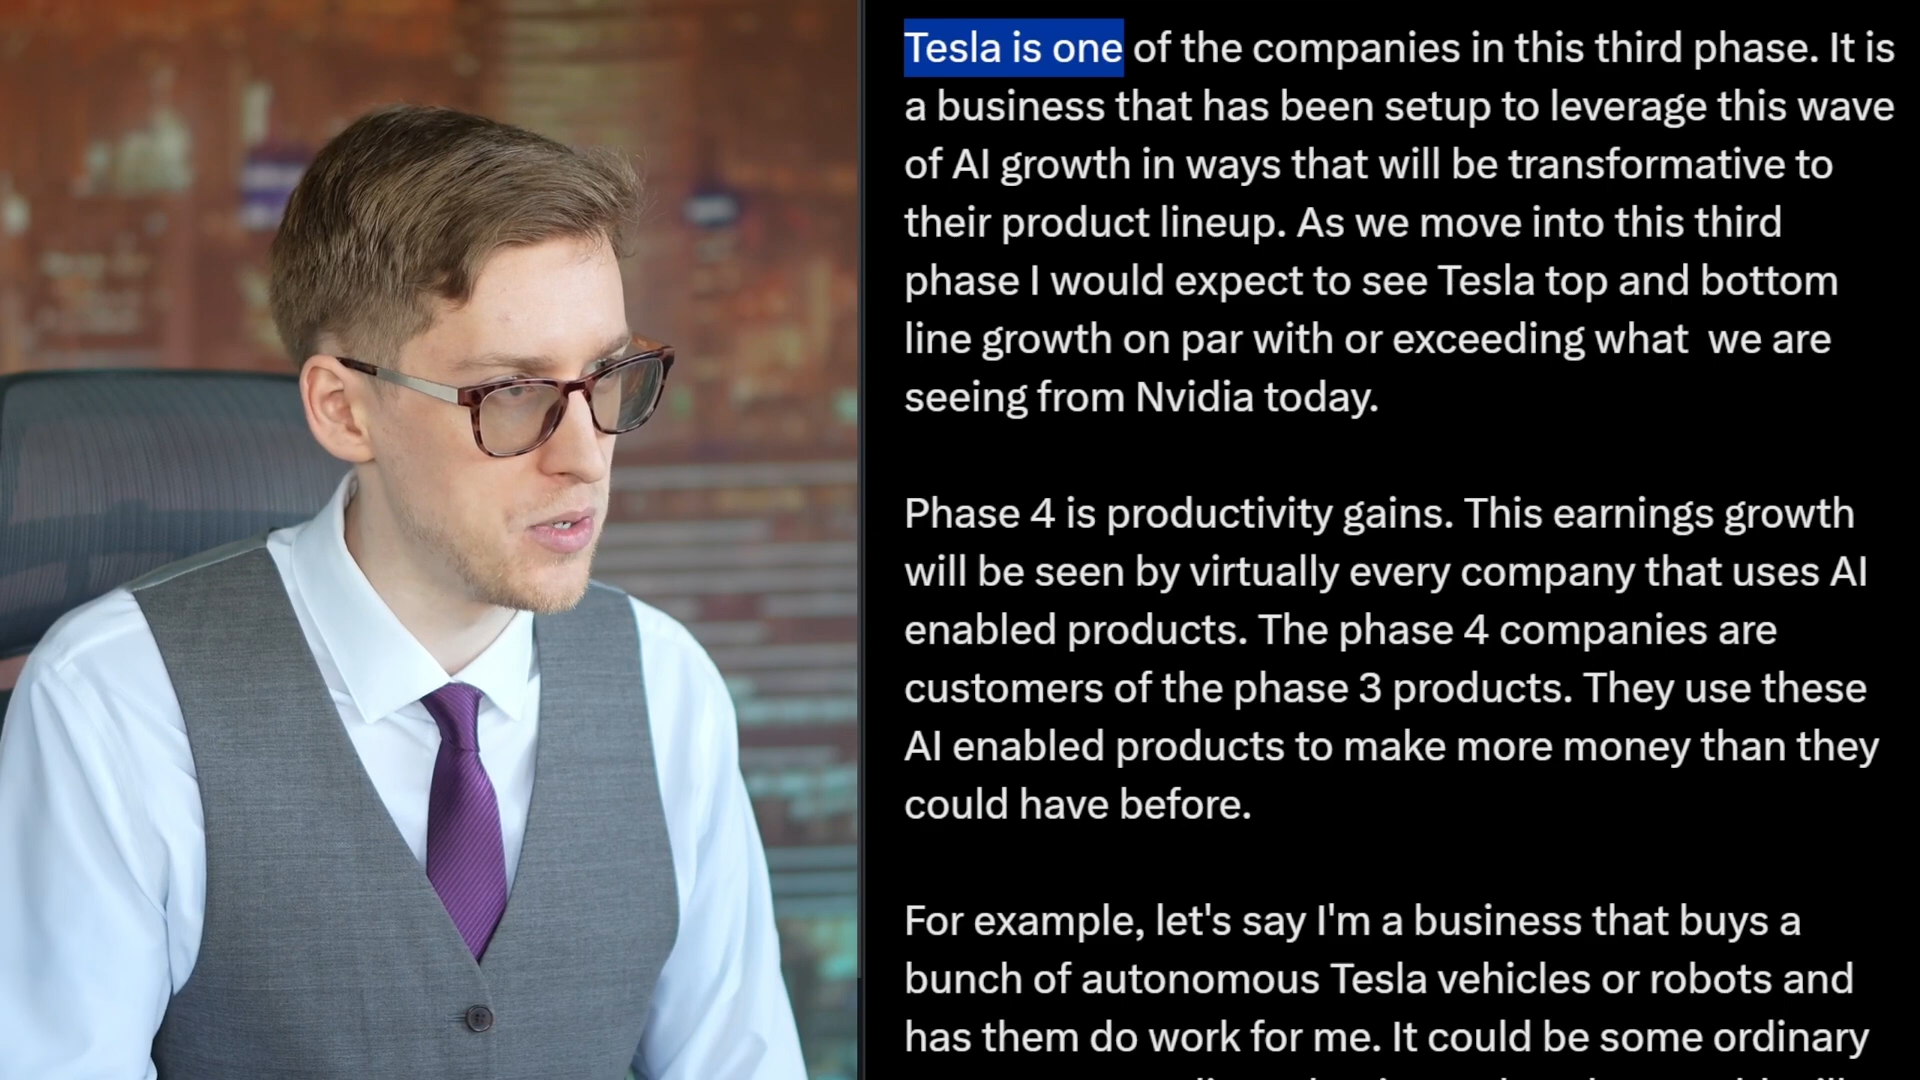 Tesla is one of the companies in this third phase. It is
a business that has been setup to leverage this wave
of AI growth in ways that will be transformative to
their product lineup. As we move into this third
phase I would expect to see Tesla top and bottom
line growth on par with or exceeding what  we are
seeing from Nvidia today.
Phase 4 is productivity gains. This earnings growth
will be seen by virtually every company that uses AI
enabled products. The phase 4 companies are
customers of the phase 3 products. They use these
AI enabled products to make more money than they
could have before.
For example, let's say I'm a business that buys a
bunch of autonomous Tesla vehicles or robots and
has them do work for me. It could be some ordinary